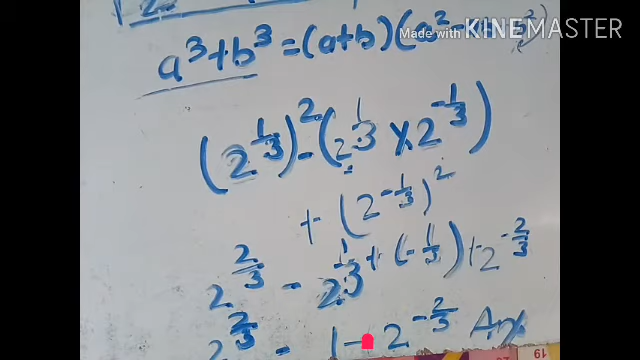 Made with KINEMASTER
a³+b³=(a+b)(a²-
(2^{1/3})²-(2^{1/3}×2^{-1/3})
+(2^{-1/3})²
2^{2/3} - 2^{1/3+(-1/3)}+2^{-2/3}
2^{2/3} - 1 2^{-2/3} Ans
19